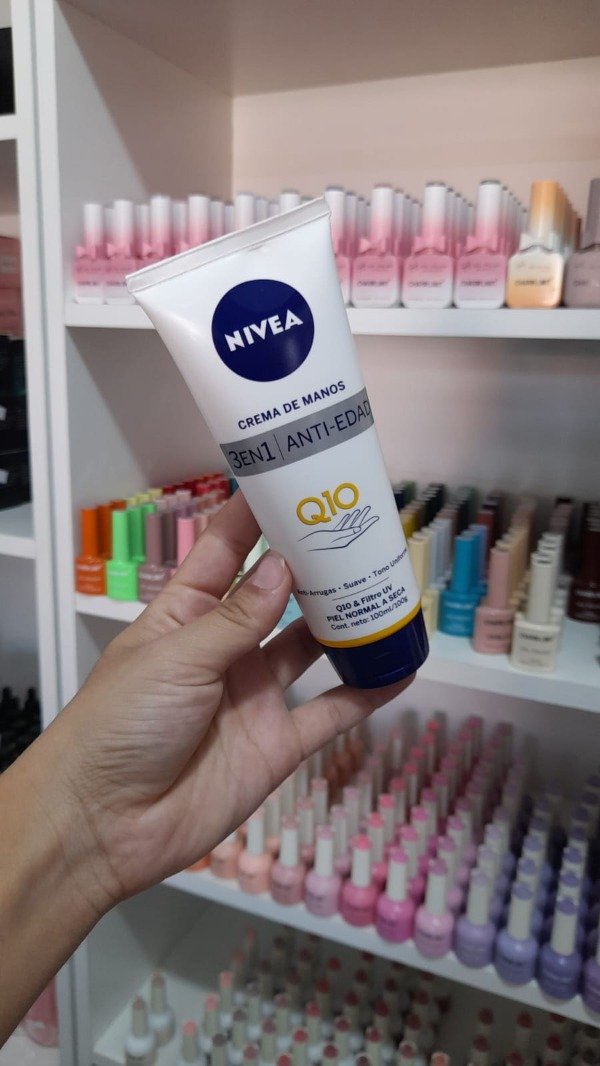 NIVEA
CREMA DE MANOS
3EN1 | ANTI-EDAD
Q10
Anti-Arrugas • Suave • Tono Uniforme
Q10 & Filtro UV
PIEL NORMAL A SECA
Cont. neto: 100ml/100g